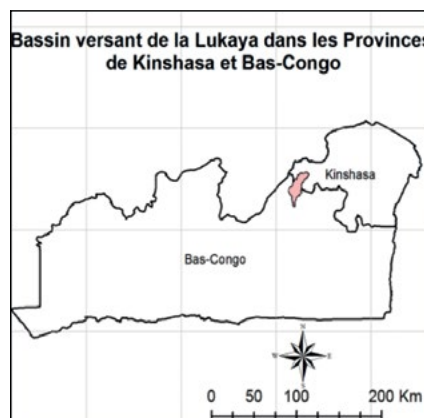 Bassin versant de la Lukaya dans les Provinces
de Kinshasa et Bas-Congo
Kinshasa
Bas-Congo
N
W E
S
0 50 100 200 Km